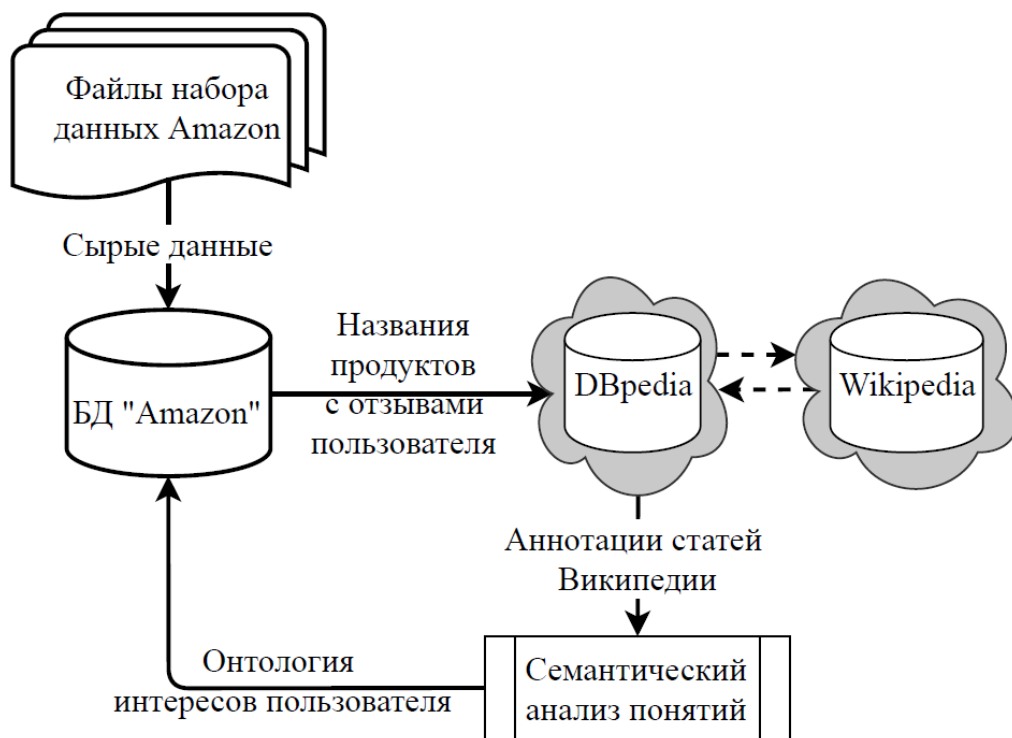 Файлы набора
данных Amazon
Сырые данные
БД "Amazon"
Названия
продуктов
с отзывами
пользователя
DBpedia
Wikipedia
Аннотации статей
Википедии
Онтология
интересов пользователя
Семантический
анализ понятий